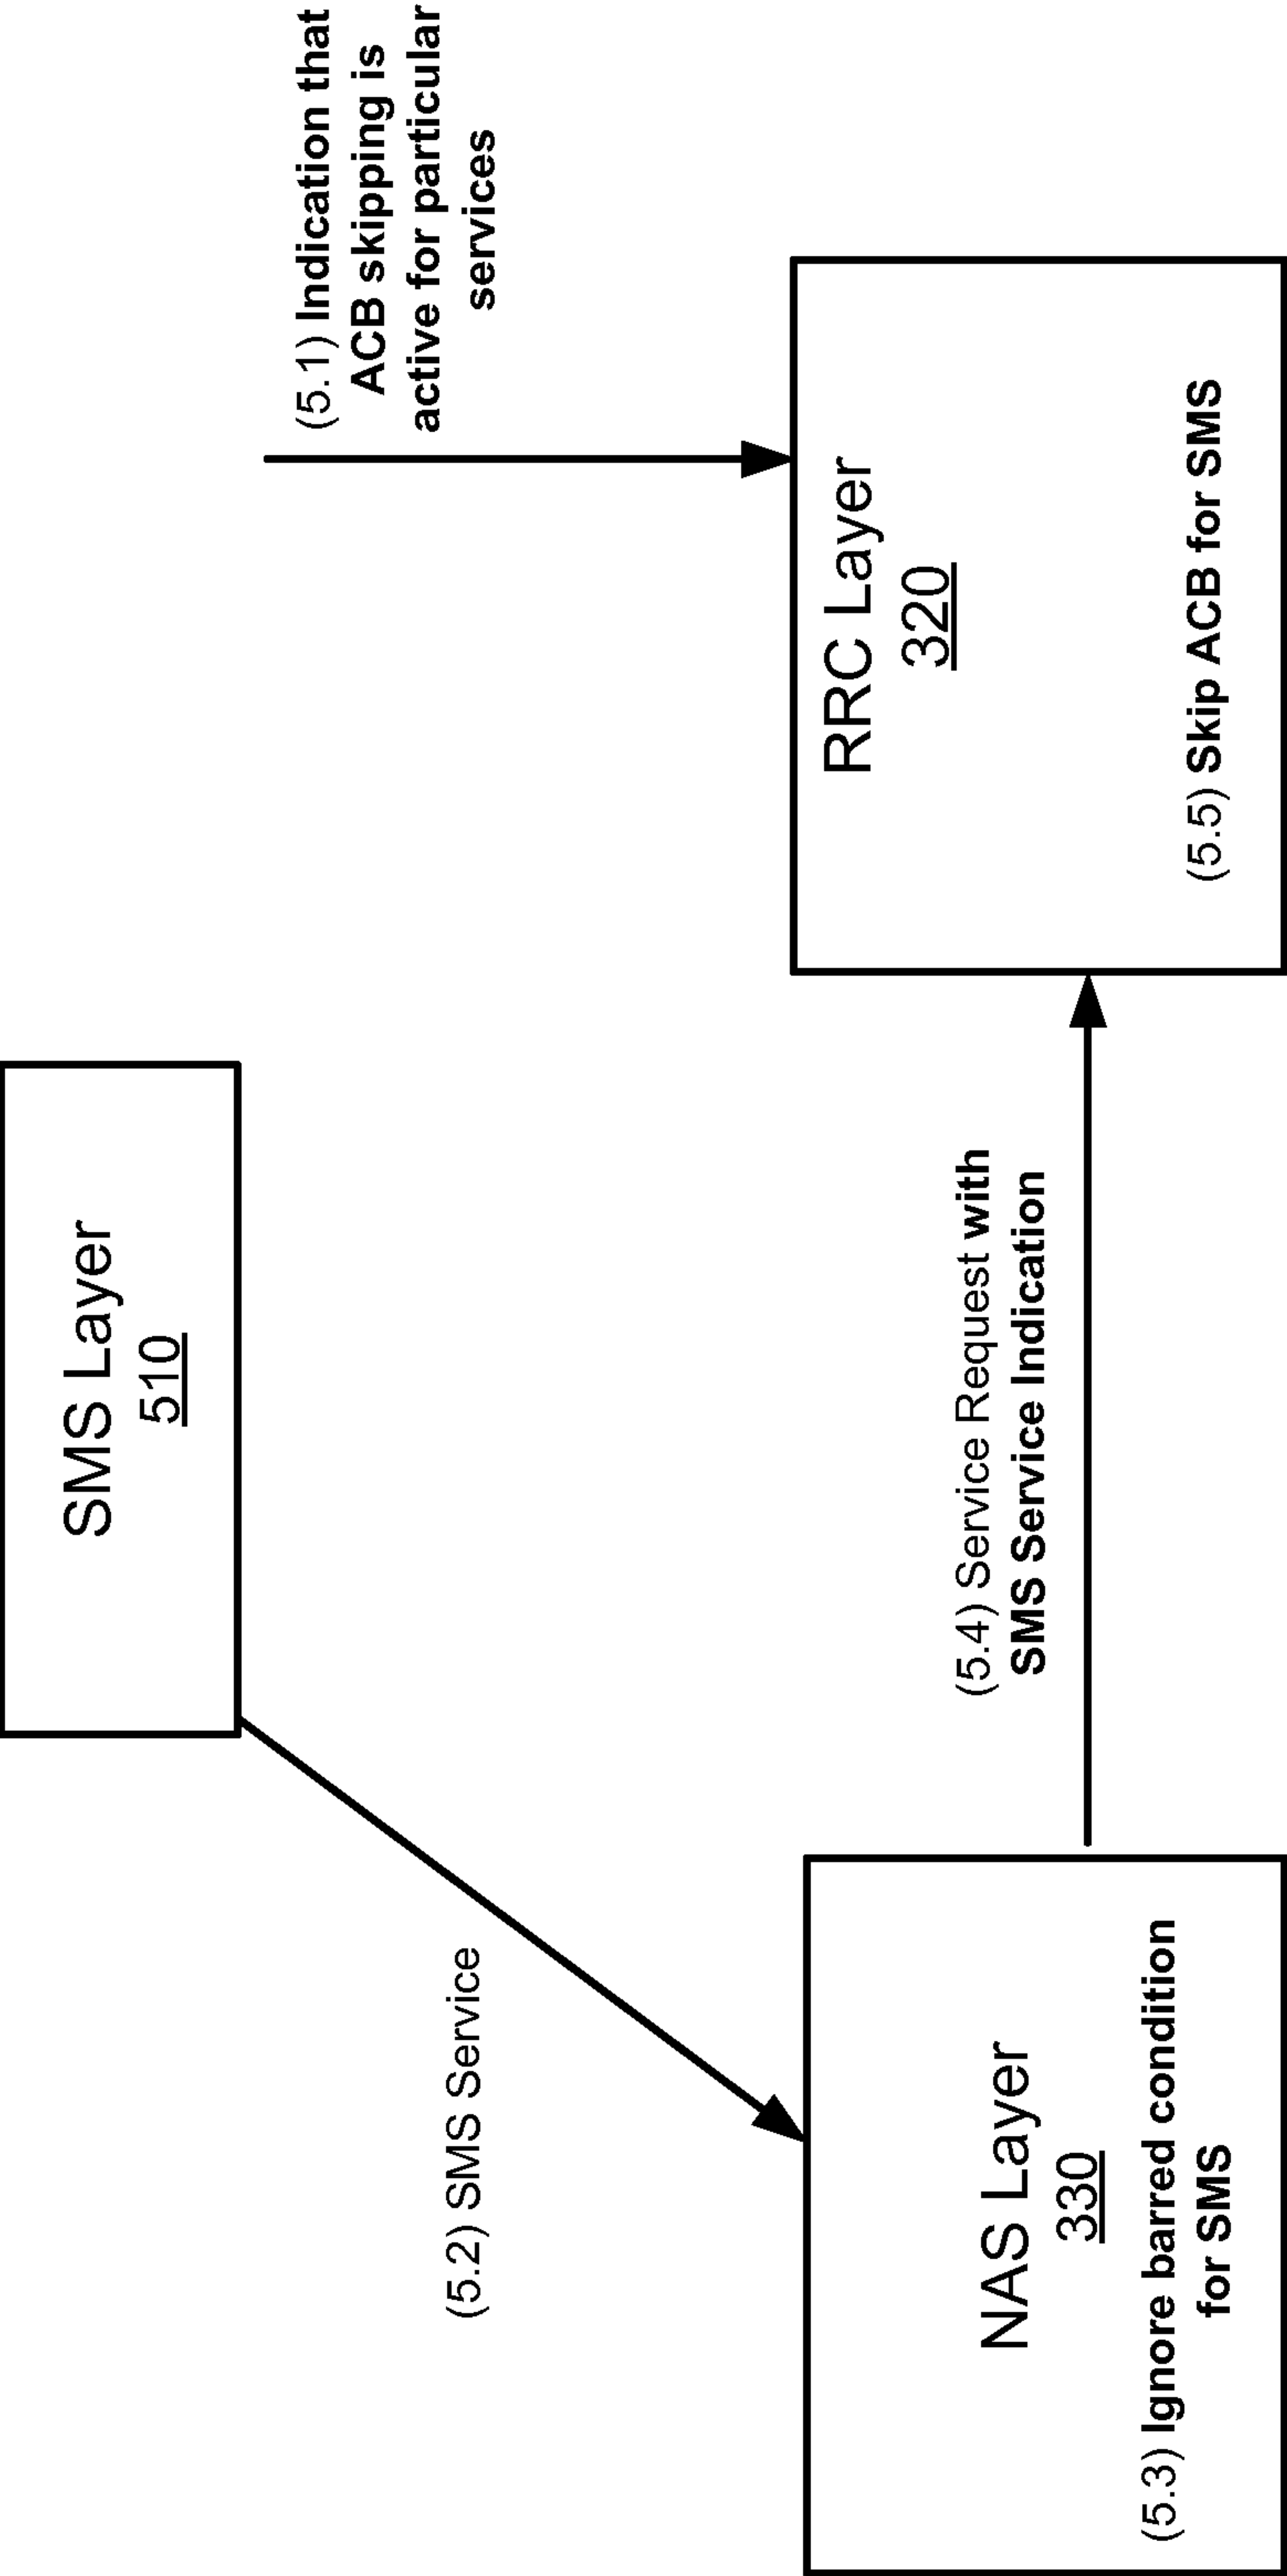 SMS Layer
510
(5.1) Indication that
ACB skipping is
active for particular
services
(5.2) SMS Service
NAS Layer
330
(5.3) Ignore barred condition
for SMS
(5.4) Service Request with
SMS Service Indication
RRC Layer
320
(5.5) Skip ACB for SMS